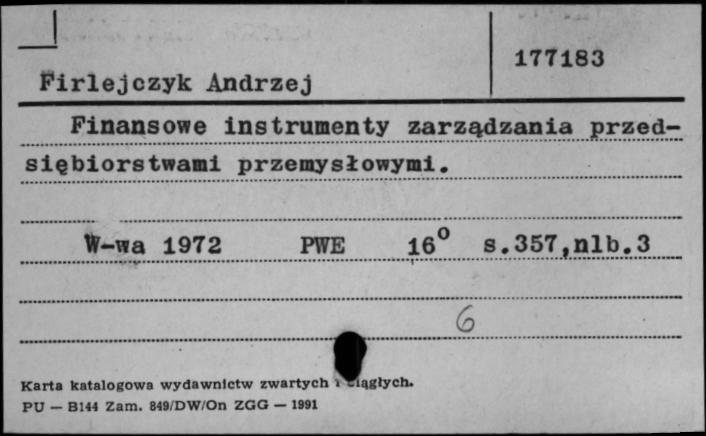 177183
Firlejczyk Andrzej
Finansowe instrumenty zarządzania przed-
siębiorstwami przemysłowymi.
W-wa 1972 PWE 16⁰ s.357,nlb.3
6
Karta katalogowa wydawnictw zwartych i ciągłych.
PU — B144 Zam. 849/DW/On ZGG — 1991